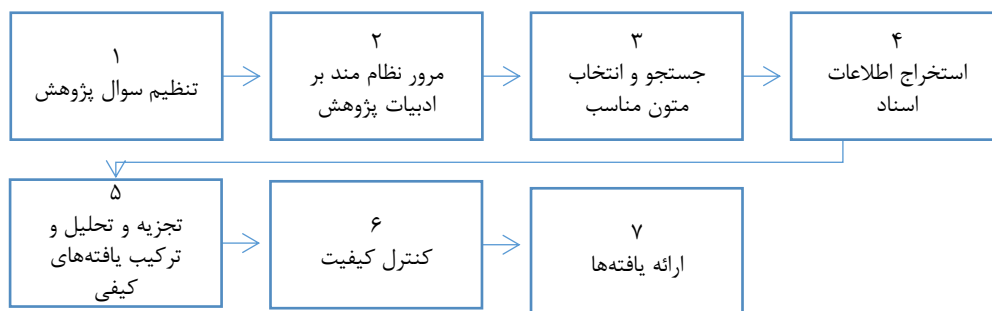 ۱
تنظیم سوال پژوهش
۲
مرور نظام مند بر
ادبیات پژوهش
۳
جستجو و انتخاب
متون مناسب
۴
استخراج اطلاعات
اسناد
۵
تجزیه و تحلیل و
ترکیب یافته‌های
کیفی
۶
کنترل کیفیت
۷
ارائه یافته‌ها